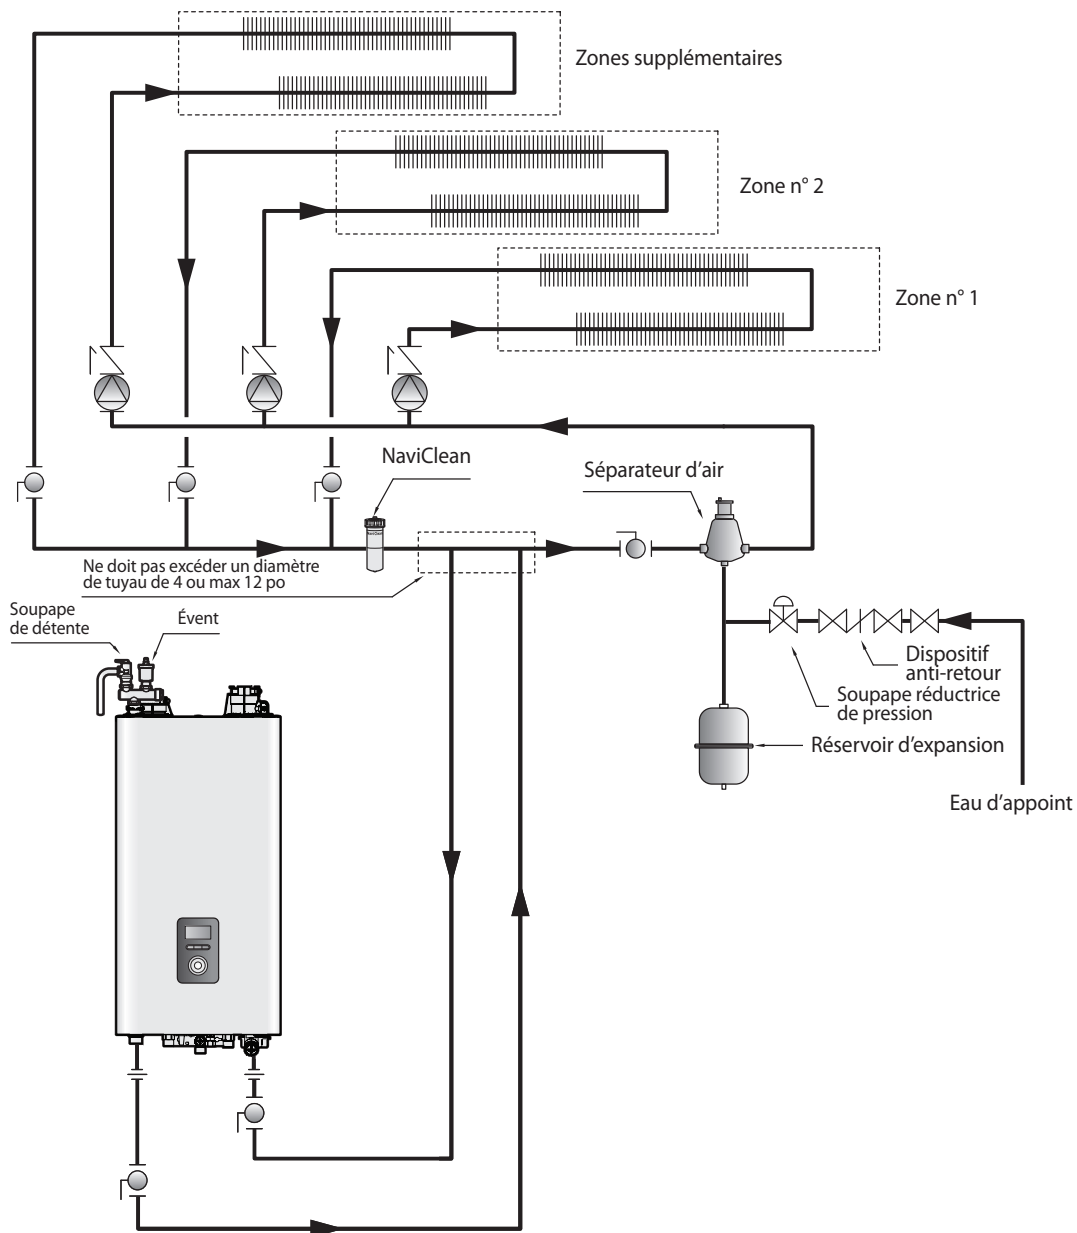 Zones supplémentaires
Zone n° 2
Zone n° 1
NaviClean
Séparateur d'air
Ne doit pas excéder un diamètre
de tuyau de 4 ou max 12 po
Soupape
de détente
Évent
Dispositif
anti-retour
Soupape réductrice
de pression
Réservoir d'expansion
Eau d'appoint